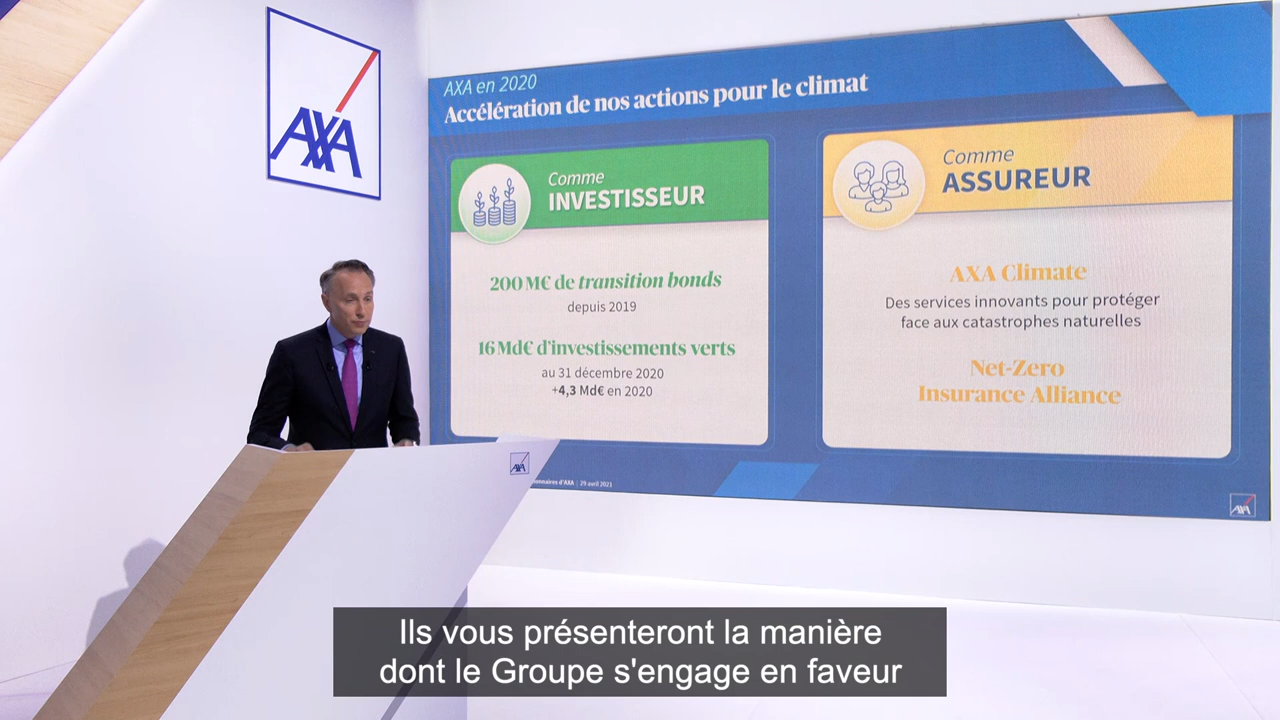 AXA
AXA en 2020
Accélération de nos actions pour le climat
Comme
INVESTISSEUR
200 M€ de transition bonds
depuis 2019
16 Md€ d'investissements verts
au 31 décembre 2020
+4,3 Md€ en 2020
Comme
ASSUREUR
AXA Climate
Des services innovants pour protéger
face aux catastrophes naturelles
Net-Zero
Insurance Alliance
AXA
d'AXA | 29 avril 2021
AXA
Ils vous présenteront la manière
dont le Groupe s'engage en faveur